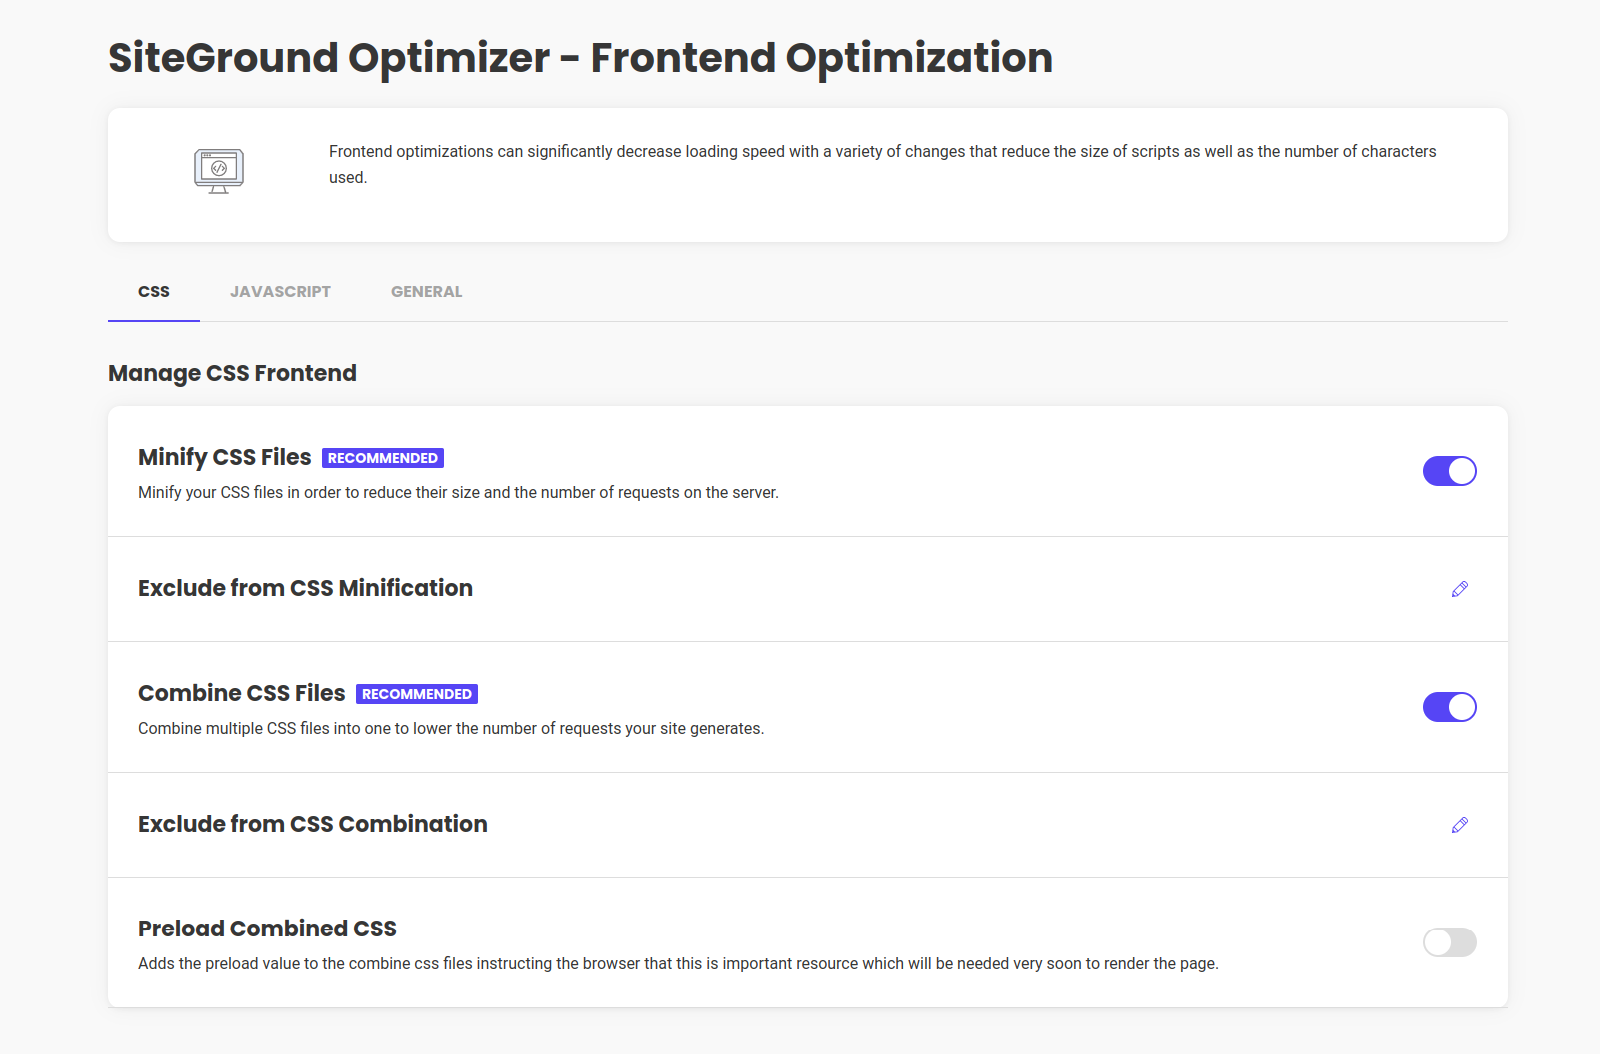 SiteGround Optimizer - Frontend Optimization
Frontend optimizations can significantly decrease loading speed with a variety of changes that reduce the size of scripts as well as the number of characters
used.
CSS
JAVASCRIPT
GENERAL
Manage CSS Frontend
Minify CSS Files RECOMMENDED
Minify your CSS files in order to reduce their size and the number of requests on the server.
Exclude from CSS Minification
Combine CSS Files RECOMMENDED
Combine multiple CSS files into one to lower the number of requests your site generates.
Exclude from CSS Combination
Preload Combined CSS
Adds the preload value to the combine css files instructing the browser that this is important resource which will be needed very soon to render the page.